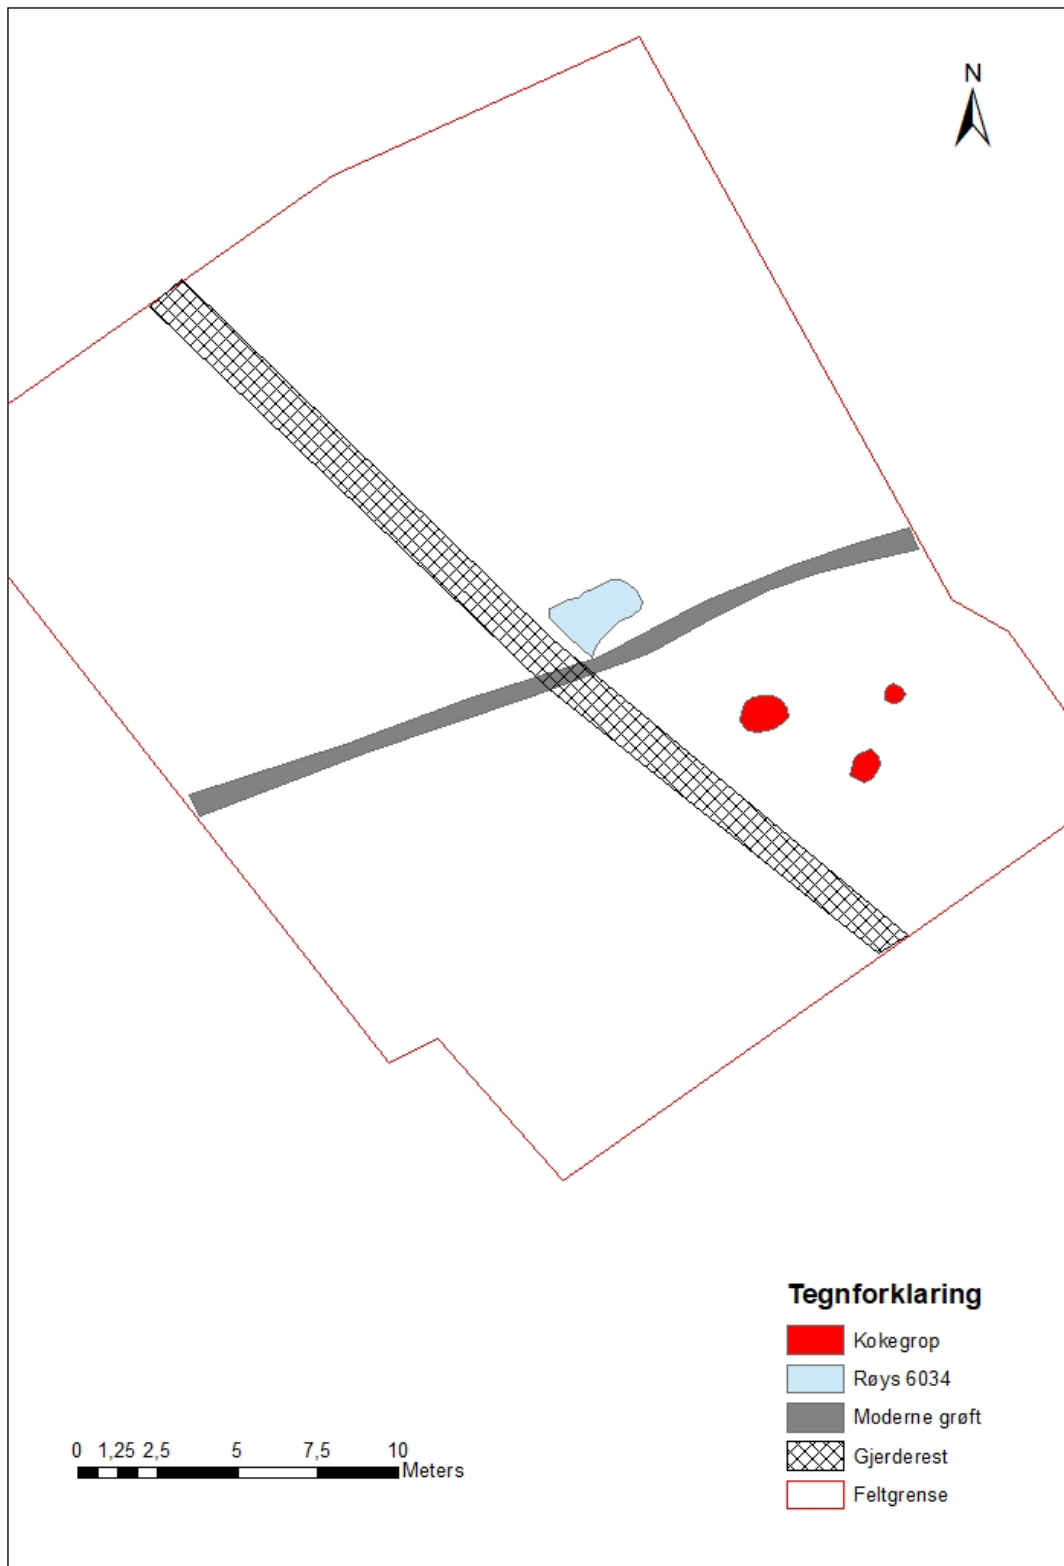 N
Tegnforklaring
Kokegrop
Røys 6034
Moderne grøft
Gjerderest
Feltgrense
0 1,25 2,5 5 7,5 10
Meters